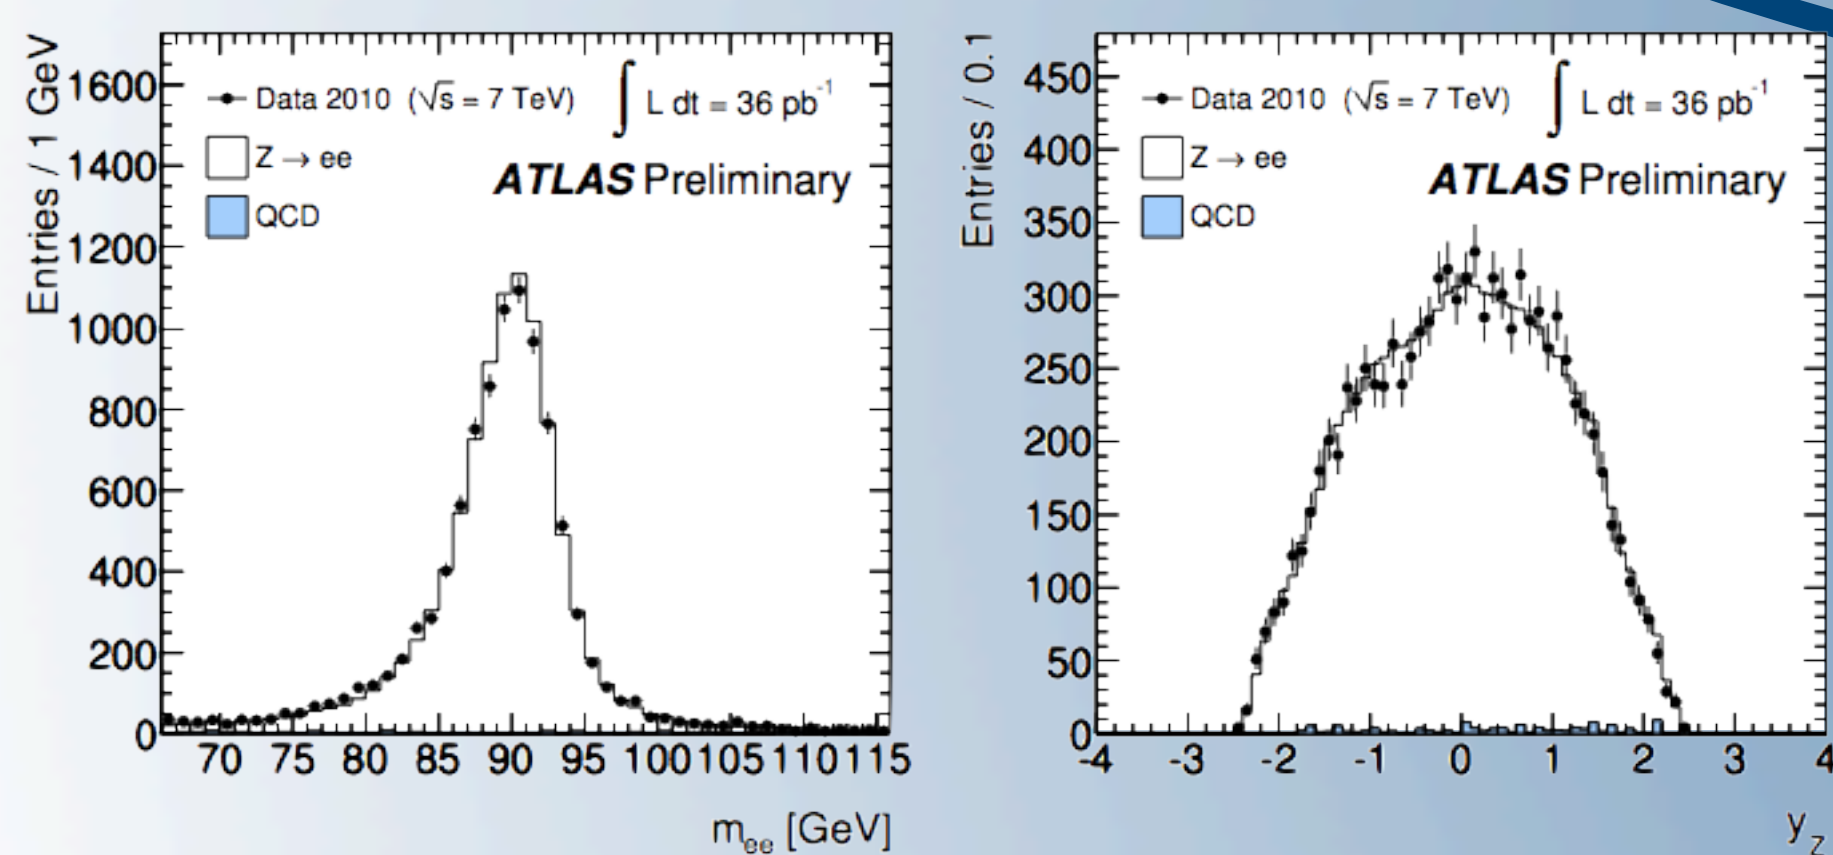 Entries / 1 GeV
1600
1400
1200
1000
800
600
400
200
0
Data 2010 (√s = 7 TeV) ∫ L dt = 36 pb⁻¹
Z → ee
ATLAS Preliminary
QCD
70 75 80 85 90 95 100 105 110 115
m_ee [GeV]
Entries / 0.1
450
400
350
300
250
200
150
100
50
0
Data 2010 (√s = 7 TeV) ∫ L dt = 36 pb⁻¹
Z → ee
ATLAS Preliminary
QCD
-4 -3 -2 -1 0 1 2 3 4
y_Z